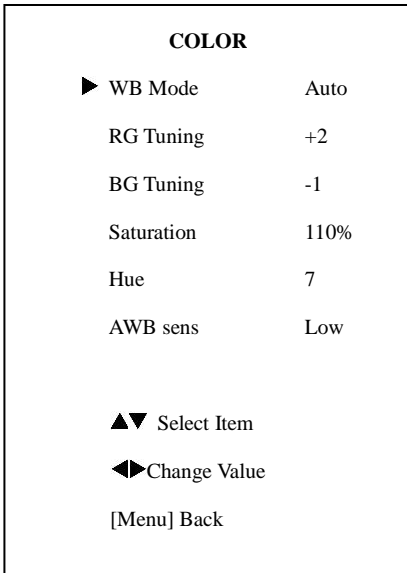 COLOR
▶ WB Mode Auto
RG Tuning +2
BG Tuning -1
Saturation 110%
Hue 7
AWB sens Low
▲▼ Select Item
◀▶Change Value
[Menu] Back